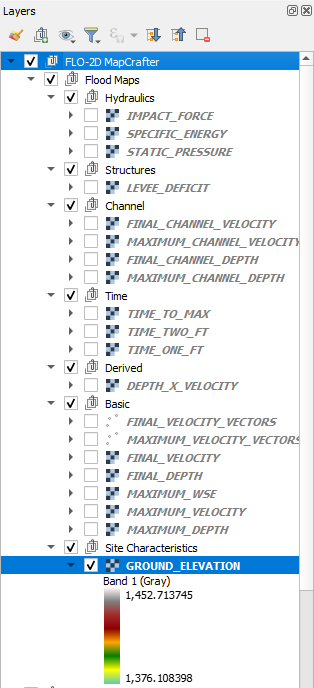 Layers
FLO-2D MapCrafter
Flood Maps
Hydraulics
IMPACT_FORCE
SPECIFIC_ENERGY
STATIC_PRESSURE
Structures
LEVEE_DEFICIT
Channel
FINAL_CHANNEL_VELOCITY
MAXIMUM_CHANNEL_VELOCITY
FINAL_CHANNEL_DEPTH
MAXIMUM_CHANNEL_DEPTH
Time
TIME_TO_MAX
TIME_TWO_FT
TIME_ONE_FT
Derived
DEPTH_X_VELOCITY
Basic
FINAL_VELOCITY_VECTORS
MAXIMUM_VELOCITY_VECTORS
FINAL_VELOCITY
FINAL_DEPTH
MAXIMUM_WSE
MAXIMUM_VELOCITY
MAXIMUM_DEPTH
Site Characteristics
GROUND_ELEVATION
Band 1 (Gray)
1,452.713745
1,376.108398